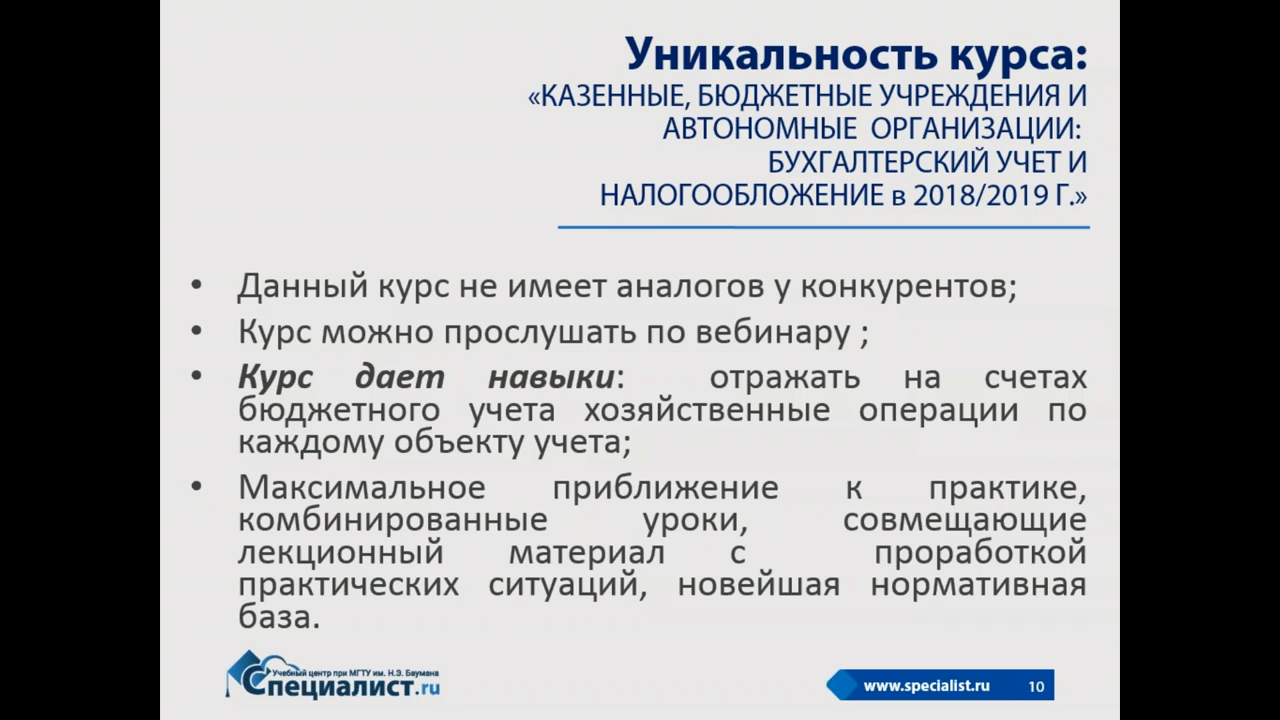 Уникальность курса:
«КАЗЕННЫЕ, БЮДЖЕТНЫЕ УЧРЕЖДЕНИЯ И
АВТОНОМНЫЕ ОРГАНИЗАЦИИ:
БУХГАЛТЕРСКИЙ УЧЕТ И
НАЛОГООБЛОЖЕНИЕ в 2018/2019 Г.»
• Данный курс не имеет аналогов у конкурентов;
• Курс можно прослушать по вебинару ;
• Курс дает навыки: отражать на счетах
бюджетного учета хозяйственные операции по
каждому объекту учета;
• Максимальное приближение к практике,
комбинированные уроки, совмещающие
лекционный материал с проработкой
практических ситуаций, новейшая нормативная
база.
Учебный центр при МГТУ им. Н.Э. Баумана
Специалист.ru
www.specialist.ru 10